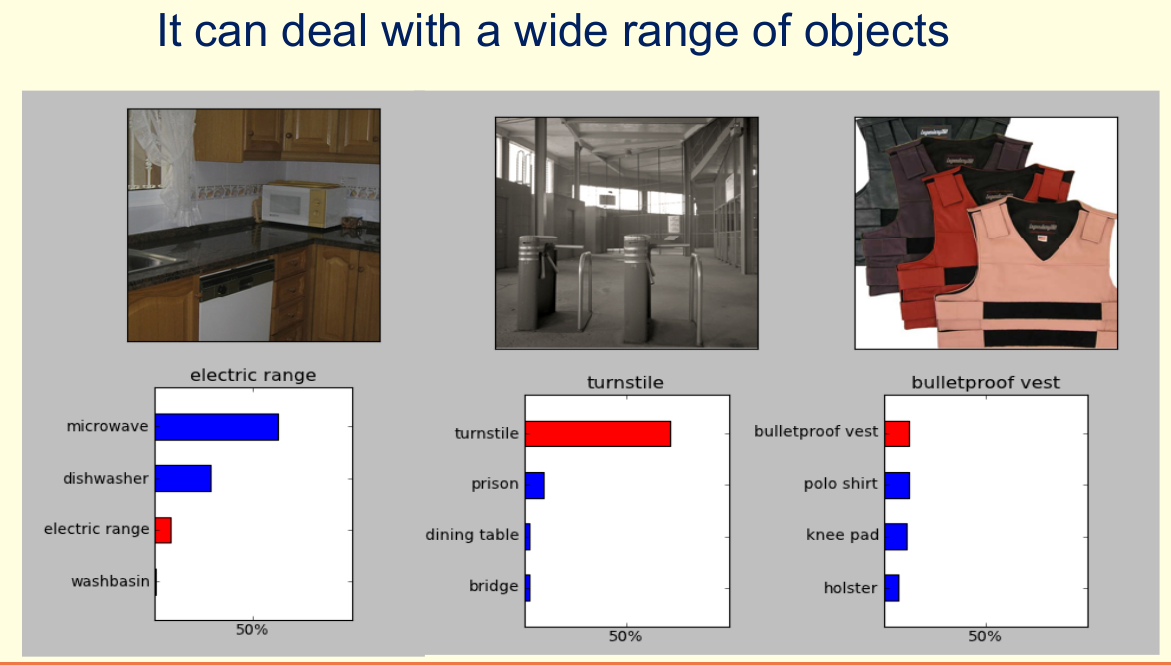 It can deal with a wide range of objects
electric range
microwave
dishwasher
electric range
washbasin
50%
turnstile
turnstile
prison
dining table
bridge
50%
bulletproof vest
bulletproof vest
polo shirt
knee pad
holster
50%